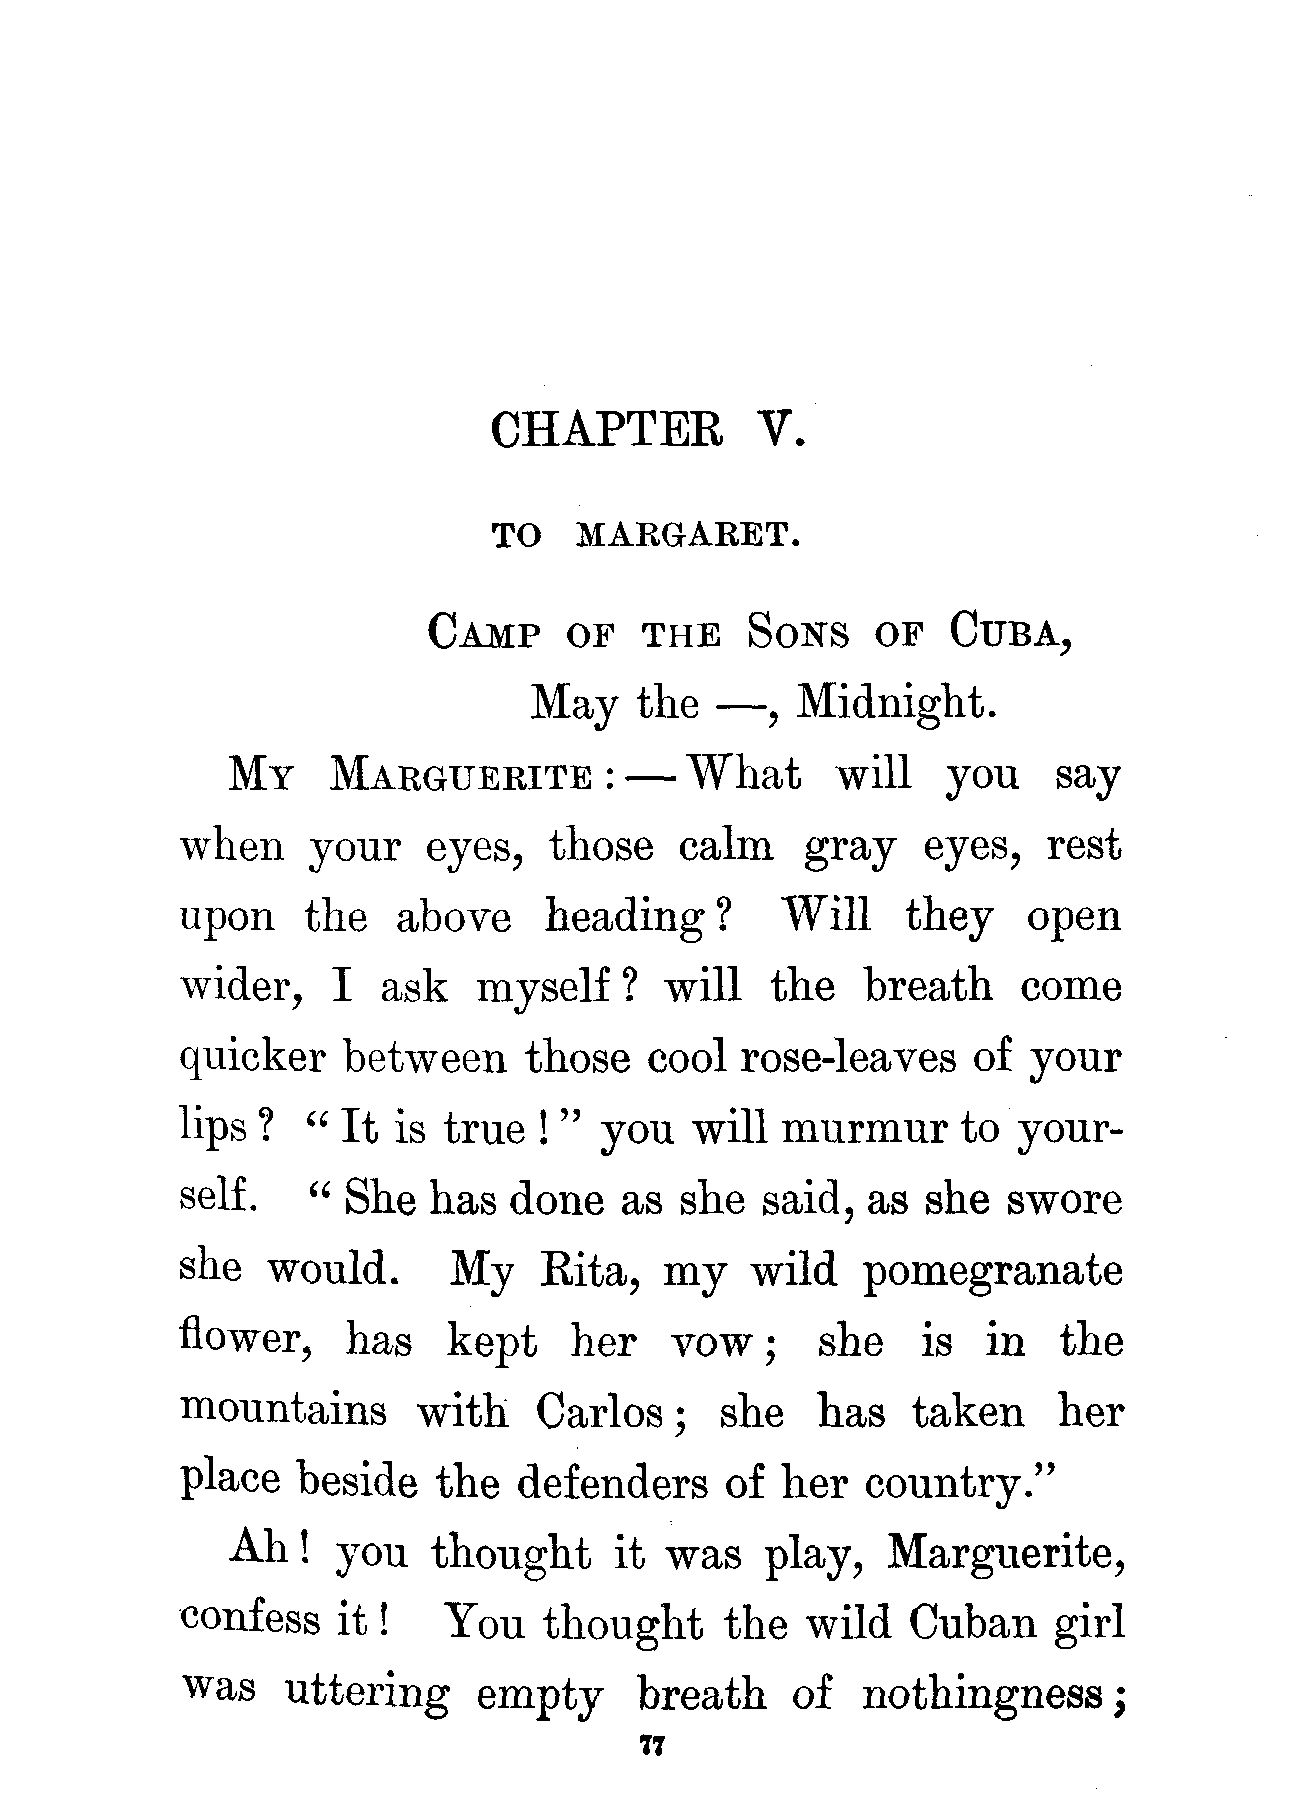 CHAPTER V.
TO MARGARET.
CAMP OF THE SONS OF CUBA,
May the —, Midnight.
MY MARGUERITE: — What will you say
when your eyes, those calm gray eyes, rest
upon the above heading? Will they open
wider, I ask myself? will the breath come
quicker between those cool rose-leaves of your
lips? "It is true!" you will murmur to your-
self. "She has done as she said, as she swore
she would. My Rita, my wild pomegranate
flower, has kept her vow; she is in the
mountains with Carlos; she has taken her
place beside the defenders of her country."
Ah! you thought it was play, Marguerite,
confess it! You thought the wild Cuban girl
was uttering empty breath of nothingness;
77